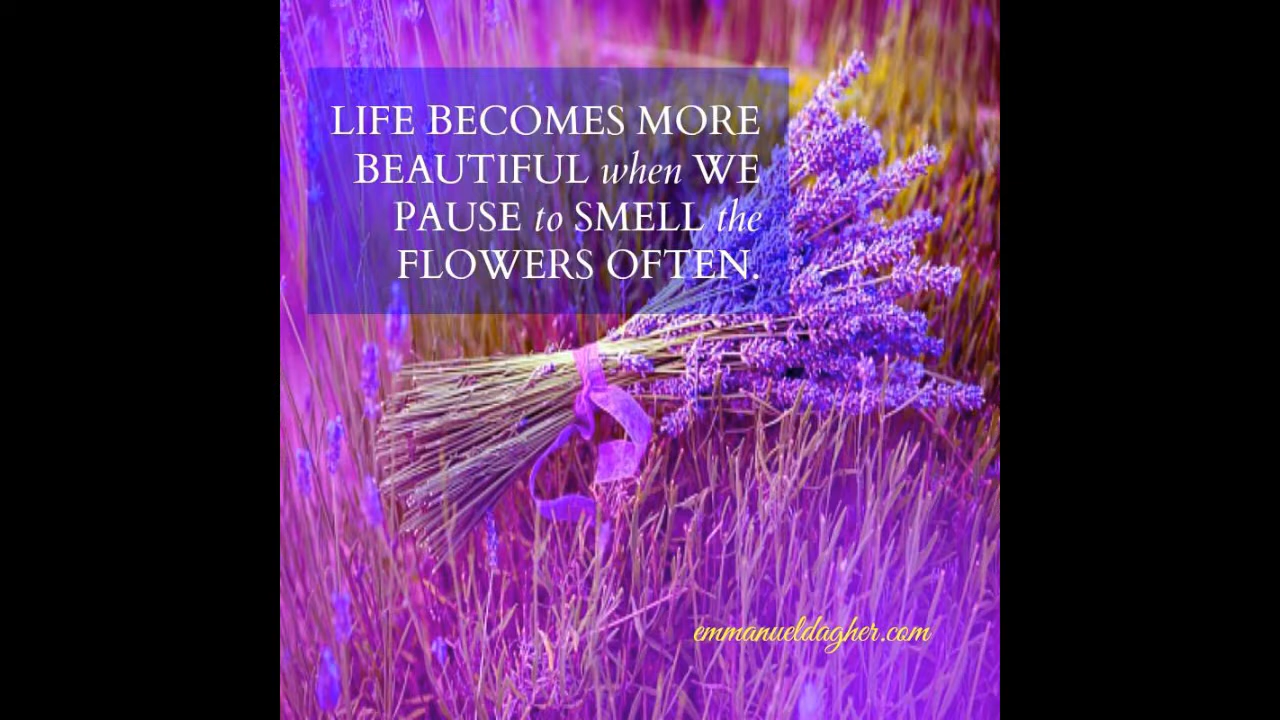 LIFE BECOMES MORE
BEAUTIFUL when WE
PAUSE to SMELL the
FLOWERS OFTEN.
emmanueldagher.com